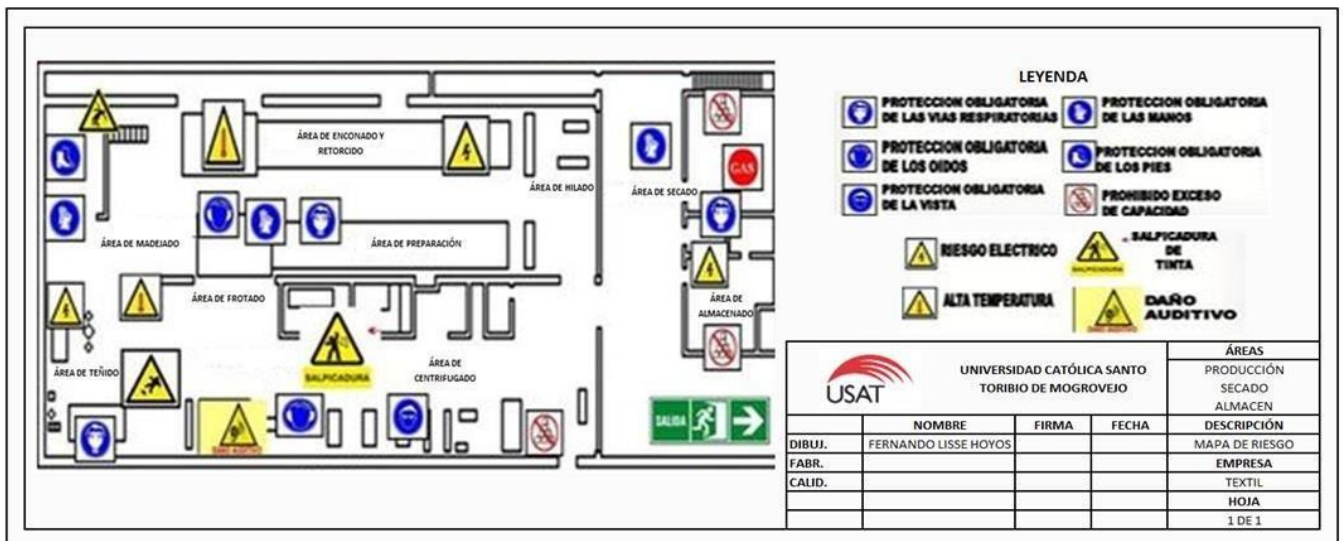 ÁREA DE ENCONADO Y
RETORCIDO
ÁREA DE HILADO
ÁREA DE SECADO
GAS
ÁREA DE MADEJADO
ÁREA DE PREPARACIÓN
ÁREA DE FROTADO
ÁREA DE
ALMACENADO
ÁREA DE TEÑIDO
SALPICADURA
ÁREA DE
CENTRIFUGADO
DAÑO AUDITIVO
SALIDA
LEYENDA
PROTECCION OBLIGATORIA
DE LAS VIAS RESPIRATORIAS
PROTECCION OBLIGATORIA
DE LAS MANOS
PROTECCION OBLIGATORIA
DE LOS OIDOS
PROTECCION OBLIGATORIA
DE LOS PIES
PROTECCION OBLIGATORIA
DE LA VISTA
PROHIBIDO EXCESO
DE CAPACIDAD
RIESGO ELECTRICO
SALPICADURA
DE
TINTA
SALPICADURA
ALTA TEMPERATURA
DAÑO
AUDITIVO
DAÑO AUDITIVO
USAT
UNIVERSIDAD CATÓLICA SANTO
TORIBIO DE MOGROVEJO
ÁREAS
PRODUCCIÓN
SECADO
ALMACEN
NOMBRE FIRMA FECHA DESCRIPCIÓN
DIBUJ. FERNANDO LISSE HOYOS MAPA DE RIESGO
FABR. EMPRESA
CALID. TEXTIL
HOJA
1 DE 1